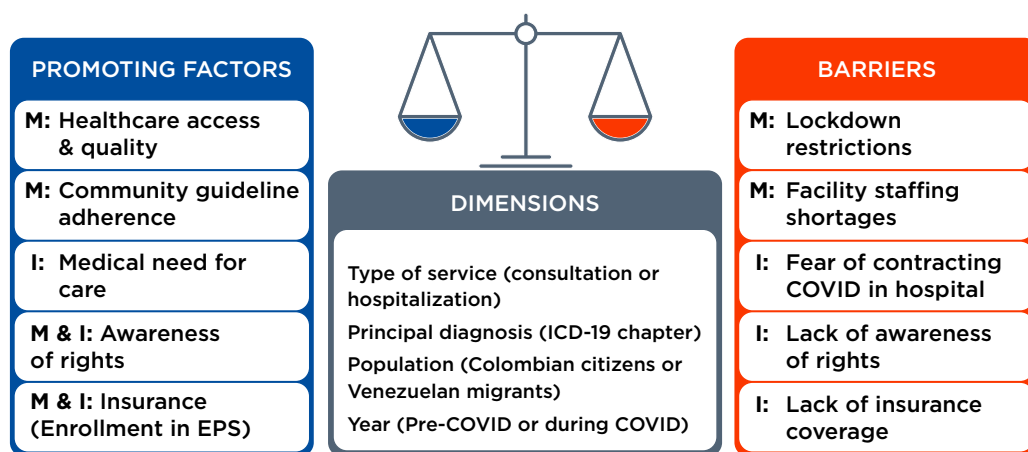 PROMOTING FACTORS
M: Healthcare access
& quality
M: Community guideline
adherence
I: Medical need for
care
M & I: Awareness
of rights
M & I: Insurance
(Enrollment in EPS)
DIMENSIONS
Type of service (consultation or
hospitalization)
Principal diagnosis (ICD-19 chapter)
Population (Colombian citizens or
Venezuelan migrants)
Year (Pre-COVID or during COVID)
BARRIERS
M: Lockdown
restrictions
M: Facility staffing
shortages
I: Fear of contracting
COVID in hospital
I: Lack of awareness
of rights
I: Lack of insurance
coverage